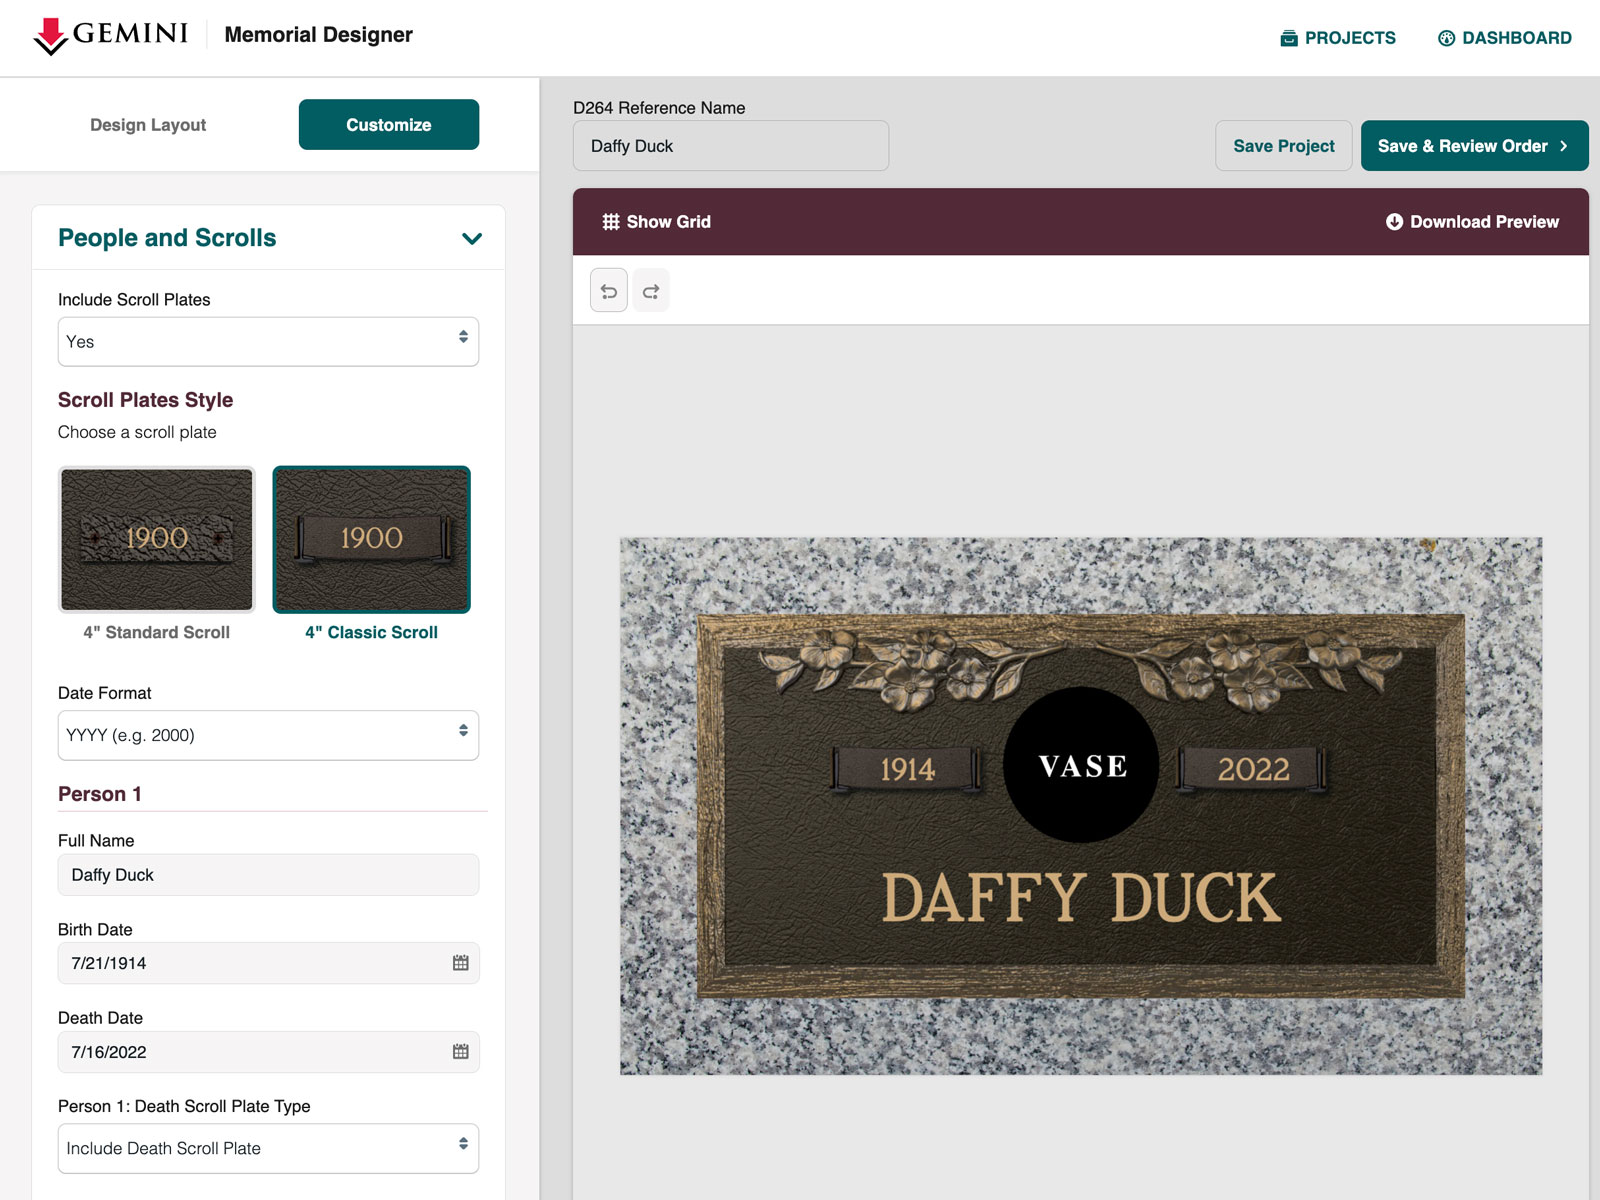 GEMINI
Memorial Designer
PROJECTS
DASHBOARD
Design Layout
Customize
People and Scrolls
Include Scroll Plates
Yes
Scroll Plates Style
Choose a scroll plate
1900
1900
4" Standard Scroll
4" Classic Scroll
Date Format
YYYY (e.g. 2000)
Person 1
Full Name
Daffy Duck
Birth Date
7/21/1914
Death Date
7/16/2022
Person 1: Death Scroll Plate Type
Include Death Scroll Plate
D264 Reference Name
Daffy Duck
Save Project
Save & Review Order
Show Grid
Download Preview
1914
VASE
2022
DAFFY DUCK